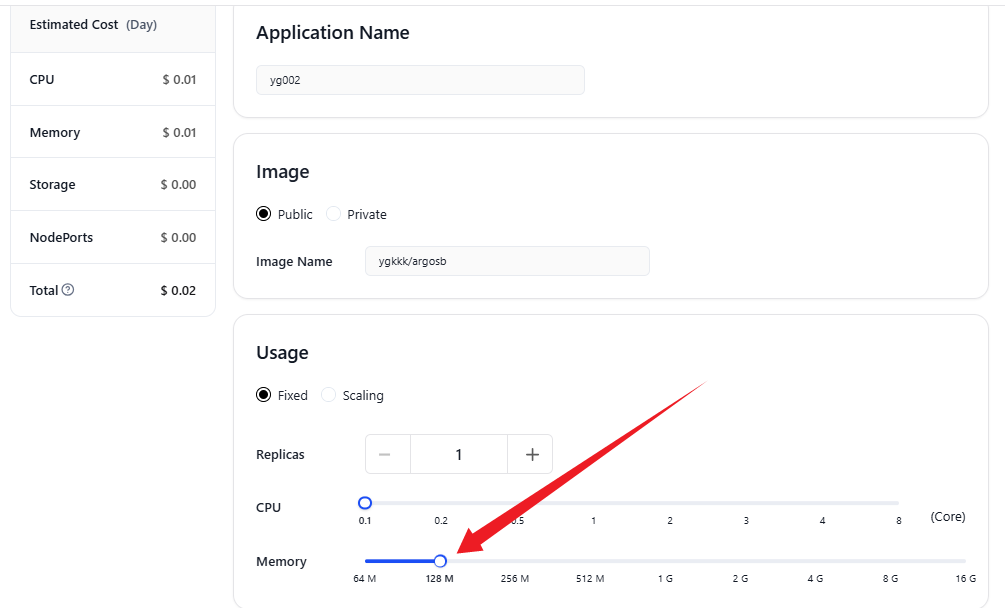 Estimated Cost (Day)
CPU $ 0.01
Memory $ 0.01
Storage $ 0.00
NodePorts $ 0.00
Total $ 0.02
Application Name
yg002
Image
Public Private
Image Name ygkkk/argosb
Usage
Fixed Scaling
Replicas 1
CPU
0.1 0.2 0.5 1 2 3 4 8 (Core)
Memory
64 M 128 M 256 M 512 M 1 G 2 G 4 G 8 G 16 G